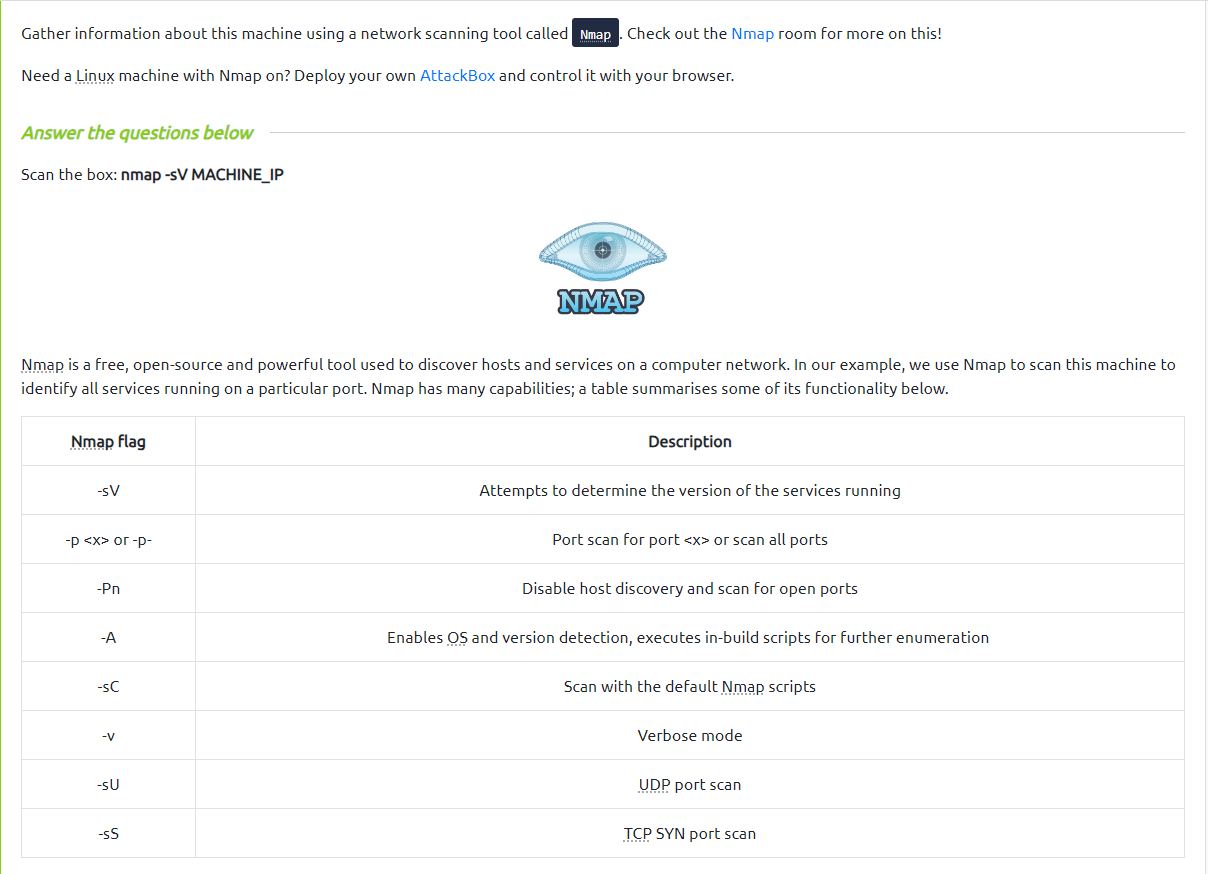 Gather information about this machine using a network scanning tool called Nmap. Check out the Nmap room for more on this!
Need a Linux machine with Nmap on? Deploy your own AttackBox and control it with your browser.
Answer the questions below
Scan the box: nmap -sV MACHINE_IP
NMAP
Nmap is a free, open-source and powerful tool used to discover hosts and services on a computer network. In our example, we use Nmap to scan this machine to
identify all services running on a particular port. Nmap has many capabilities; a table summarises some of its functionality below.
Nmap flag Description
-sV Attempts to determine the version of the services running
-p <x> or -p- Port scan for port <x> or scan all ports
-Pn Disable host discovery and scan for open ports
-A Enables OS and version detection, executes in-build scripts for further enumeration
-sC Scan with the default Nmap scripts
-v Verbose mode
-sU UDP port scan
-sS TCP SYN port scan